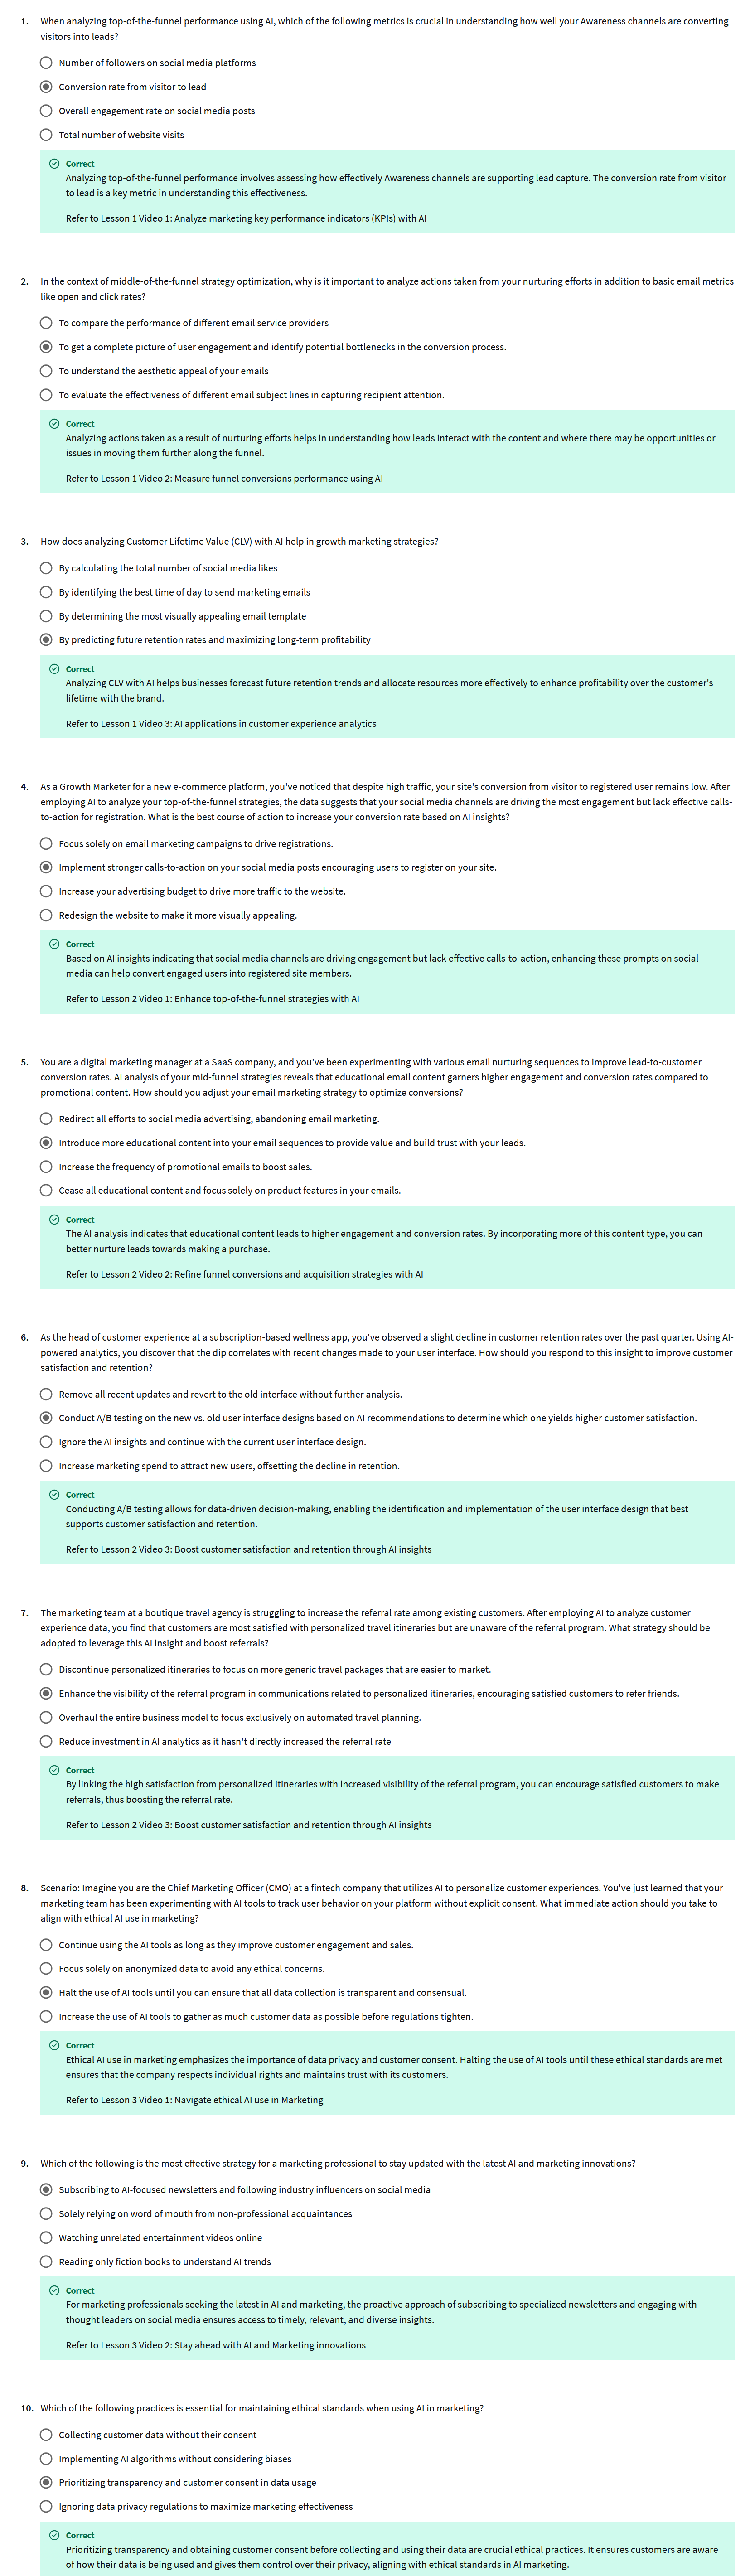 1. When analyzing top-of-the-funnel performance using AI, which of the following metrics is crucial in understanding how well your Awareness channels are converting
visitors into leads?
Number of followers on social media platforms
Conversion rate from visitor to lead
Overall engagement rate on social media posts
Total number of website visits
Correct
Analyzing top-of-the-funnel performance involves assessing how effectively Awareness channels are supporting lead capture. The conversion rate from visitor
to lead is a key metric in understanding this effectiveness.
Refer to Lesson 1 Video 1: Analyze marketing key performance indicators (KPIs) with AI
2. In the context of middle-of-the-funnel strategy optimization, why is it important to analyze actions taken from your nurturing efforts in addition to basic email metrics
like open and click rates?
To compare the performance of different email service providers
To get a complete picture of user engagement and identify potential bottlenecks in the conversion process.
To understand the aesthetic appeal of your emails
To evaluate the effectiveness of different email subject lines in capturing recipient attention.
Correct
Analyzing actions taken as a result of nurturing efforts helps in understanding how leads interact with the content and where there may be opportunities or
issues in moving them further along the funnel.
Refer to Lesson 1 Video 2: Measure funnel conversions performance using AI
3. How does analyzing Customer Lifetime Value (CLV) with AI help in growth marketing strategies?
By calculating the total number of social media likes
By identifying the best time of day to send marketing emails
By determining the most visually appealing email template
By predicting future retention rates and maximizing long-term profitability
Correct
Analyzing CLV with AI helps businesses forecast future retention trends and allocate resources more effectively to enhance profitability over the customer's
lifetime with the brand.
Refer to Lesson 1 Video 3: AI applications in customer experience analytics
4. As a Growth Marketer for a new e-commerce platform, you've noticed that despite high traffic, your site's conversion from visitor to registered user remains low. After
employing AI to analyze your top-of-the-funnel strategies, the data suggests that your social media channels are driving the most engagement but lack effective calls-
to-action for registration. What is the best course of action to increase your conversion rate based on AI insights?
Focus solely on email marketing campaigns to drive registrations.
Implement stronger calls-to-action on your social media posts encouraging users to register on your site.
Increase your advertising budget to drive more traffic to the website.
Redesign the website to make it more visually appealing.
Correct
Based on AI insights indicating that social media channels are driving engagement but lack effective calls-to-action, enhancing these prompts on social
media can help convert engaged users into registered site members.
Refer to Lesson 2 Video 1: Enhance top-of-the-funnel strategies with AI
5. You are a digital marketing manager at a SaaS company, and you've been experimenting with various email nurturing sequences to improve lead-to-customer
conversion rates. AI analysis of your mid-funnel strategies reveals that educational email content garners higher engagement and conversion rates compared to
promotional content. How should you adjust your email marketing strategy to optimize conversions?
Redirect all efforts to social media advertising, abandoning email marketing.
Introduce more educational content into your email sequences to provide value and build trust with your leads.
Increase the frequency of promotional emails to boost sales.
Cease all educational content and focus solely on product features in your emails.
Correct
The AI analysis indicates that educational content leads to higher engagement and conversion rates. By incorporating more of this content type, you can
better nurture leads towards making a purchase.
Refer to Lesson 2 Video 2: Refine funnel conversions and acquisition strategies with AI
6. As the head of customer experience at a subscription-based wellness app, you've observed a slight decline in customer retention rates over the past quarter. Using AI-
powered analytics, you discover that the dip correlates with recent changes made to your user interface. How should you respond to this insight to improve customer
satisfaction and retention?
Remove all recent updates and revert to the old interface without further analysis.
Conduct A/B testing on the new vs. old user interface designs based on AI recommendations to determine which one yields higher customer satisfaction.
Ignore the AI insights and continue with the current user interface design.
Increase marketing spend to attract new users, offsetting the decline in retention.
Correct
Conducting A/B testing allows for data-driven decision-making, enabling the identification and implementation of the user interface design that best
supports customer satisfaction and retention.
Refer to Lesson 2 Video 3: Boost customer satisfaction and retention through AI insights
7. The marketing team at a boutique travel agency is struggling to increase the referral rate among existing customers. After employing AI to analyze customer
experience data, you find that customers are most satisfied with personalized travel itineraries but are unaware of the referral program. What strategy should be
adopted to leverage this AI insight and boost referrals?
Discontinue personalized itineraries to focus on more generic travel packages that are easier to market.
Enhance the visibility of the referral program in communications related to personalized itineraries, encouraging satisfied customers to refer friends.
Overhaul the entire business model to focus exclusively on automated travel planning.
Reduce investment in AI analytics as it hasn't directly increased the referral rate
Correct
By linking the high satisfaction from personalized itineraries with increased visibility of the referral program, you can encourage satisfied customers to make
referrals, thus boosting the referral rate.
Refer to Lesson 2 Video 3: Boost customer satisfaction and retention through AI insights
8. Scenario: Imagine you are the Chief Marketing Officer (CMO) at a fintech company that utilizes AI to personalize customer experiences. You've just learned that your
marketing team has been experimenting with AI tools to track user behavior on your platform without explicit consent. What immediate action should you take to
align with ethical AI use in marketing?
Continue using the AI tools as long as they improve customer engagement and sales.
Focus solely on anonymized data to avoid any ethical concerns.
Halt the use of AI tools until you can ensure that all data collection is transparent and consensual.
Increase the use of AI tools to gather as much customer data as possible before regulations tighten.
Correct
Ethical AI use in marketing emphasizes the importance of data privacy and customer consent. Halting the use of AI tools until these ethical standards are met
ensures that the company respects individual rights and maintains trust with its customers.
Refer to Lesson 3 Video 1: Navigate ethical AI use in Marketing
9. Which of the following is the most effective strategy for a marketing professional to stay updated with the latest AI and marketing innovations?
Subscribing to AI-focused newsletters and following industry influencers on social media
Solely relying on word of mouth from non-professional acquaintances
Watching unrelated entertainment videos online
Reading only fiction books to understand AI trends
Correct
For marketing professionals seeking the latest in AI and marketing, the proactive approach of subscribing to specialized newsletters and engaging with
thought leaders on social media ensures access to timely, relevant, and diverse insights.
Refer to Lesson 3 Video 2: Stay ahead with AI and Marketing innovations
10. Which of the following practices is essential for maintaining ethical standards when using AI in marketing?
Collecting customer data without their consent
Implementing AI algorithms without considering biases
Prioritizing transparency and customer consent in data usage
Ignoring data privacy regulations to maximize marketing effectiveness
Correct
Prioritizing transparency and obtaining customer consent before collecting and using their data are crucial ethical practices. It ensures customers are aware
of how their data is being used and gives them control over their privacy, aligning with ethical standards in AI marketing.